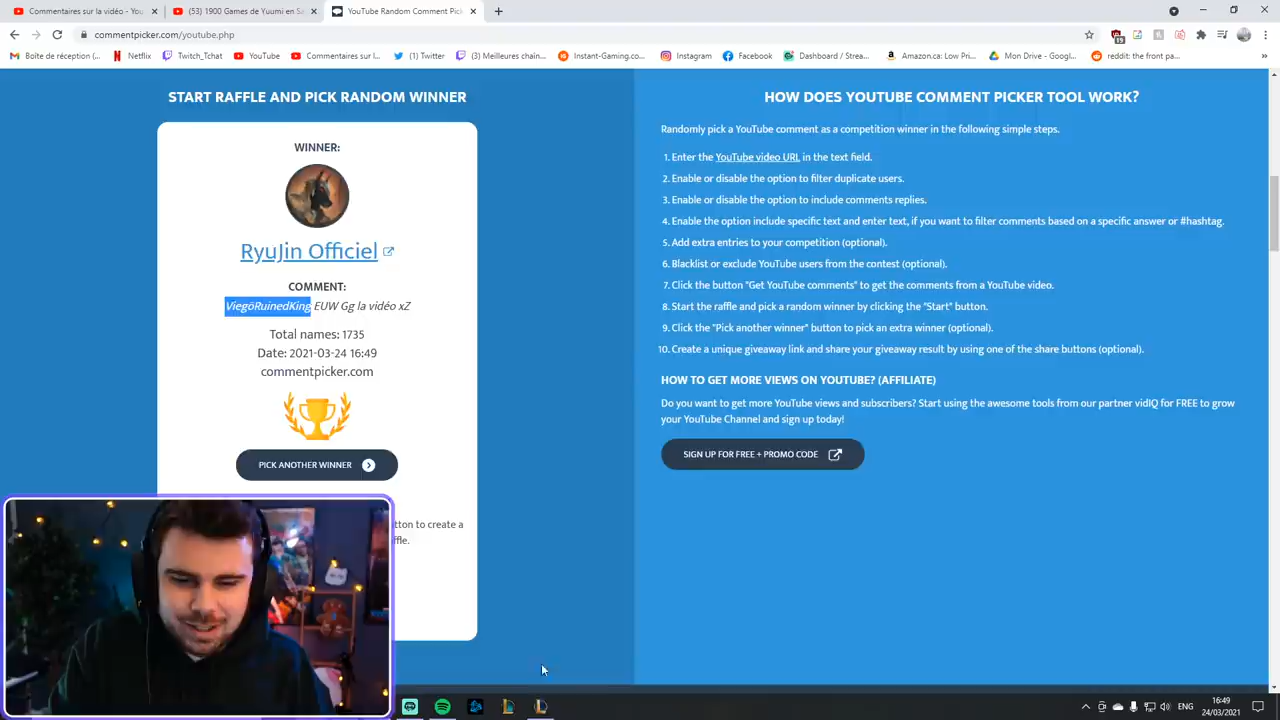 Commentaires sur la vidéo - You
(53) 1900 Games de Yuumi en Sa
YouTube Random Comment Pic
commentpicker.com/youtube.php
Boîte de réception (...
Netflix
Twitch_Tchat
YouTube
Commentaires sur l...
(1) Twitter
(3) Meilleures chaîn...
Instant-Gaming.co...
Instagram
Facebook
Dashboard / Strea...
Amazon.ca: Low Pri...
Mon Drive - Googl...
reddit: the front pa...
START RAFFLE AND PICK RANDOM WINNER
WINNER:
RyuJin Officiel
COMMENT:
ViegóRuinedKing EUW Gg la vidéo xZ
Total names: 1735
Date: 2021-03-24 16:49
commentpicker.com
PICK ANOTHER WINNER
tton to create a
ffle.
HOW DOES YOUTUBE COMMENT PICKER TOOL WORK?
Randomly pick a YouTube comment as a competition winner in the following simple steps.
1. Enter the YouTube video URL in the text field.
2. Enable or disable the option to filter duplicate users.
3. Enable or disable the option to include comments replies.
4. Enable the option include specific text and enter text, if you want to filter comments based on a specific answer or #hashtag.
5. Add extra entries to your competition (optional).
6. Blacklist or exclude YouTube users from the contest (optional).
7. Click the button "Get YouTube comments" to get the comments from a YouTube video.
8. Start the raffle and pick a random winner by clicking the "Start" button.
9. Click the "Pick another winner" button to pick an extra winner (optional).
10. Create a unique giveaway link and share your giveaway result by using one of the share buttons (optional).
HOW TO GET MORE VIEWS ON YOUTUBE? (AFFILIATE)
Do you want to get more YouTube views and subscribers? Start using the awesome tools from our partner vidIQ for FREE to grow
your YouTube Channel and sign up today!
SIGN UP FOR FREE + PROMO CODE
ENG
16:49
24/03/2021